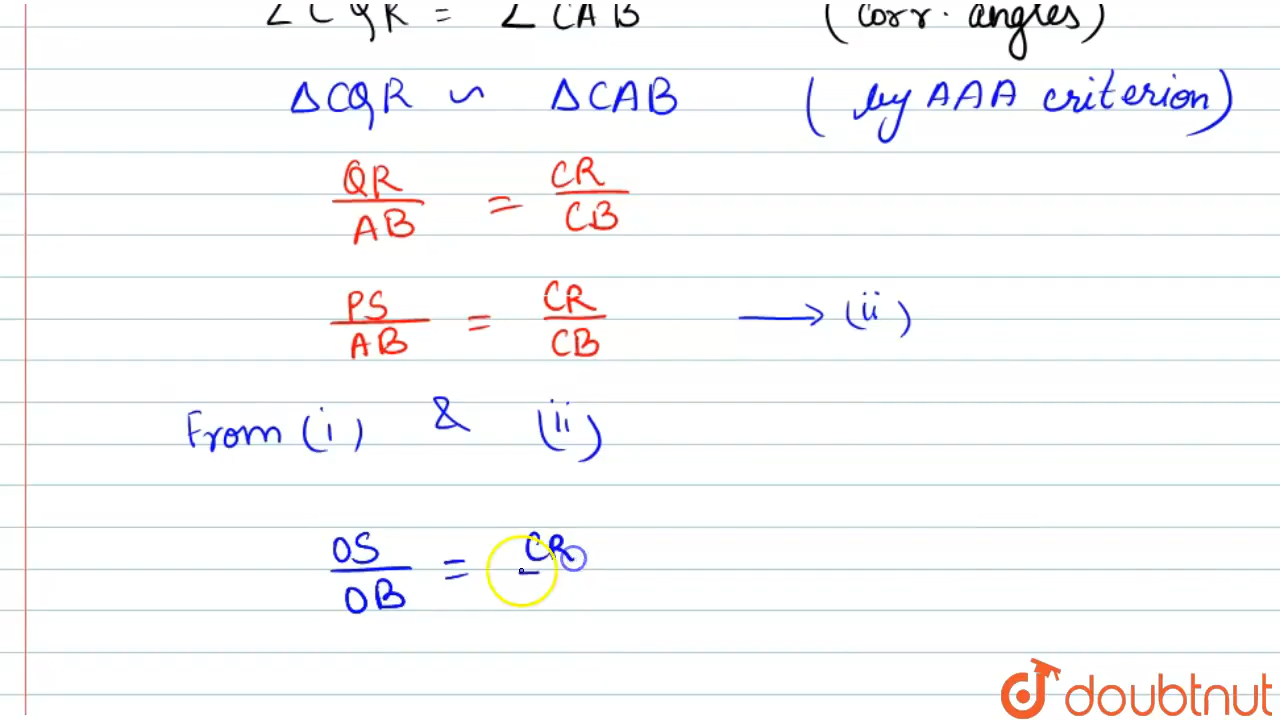 ∠CQR = ∠CAB (corr. angles)
ΔCQR ∽ ΔCAB (by AAA criterion)
QR/AB = CR/CB
PS/AB = CR/CB → (ii)
From (i) & (ii)
OS/OB = CR
doubtnut